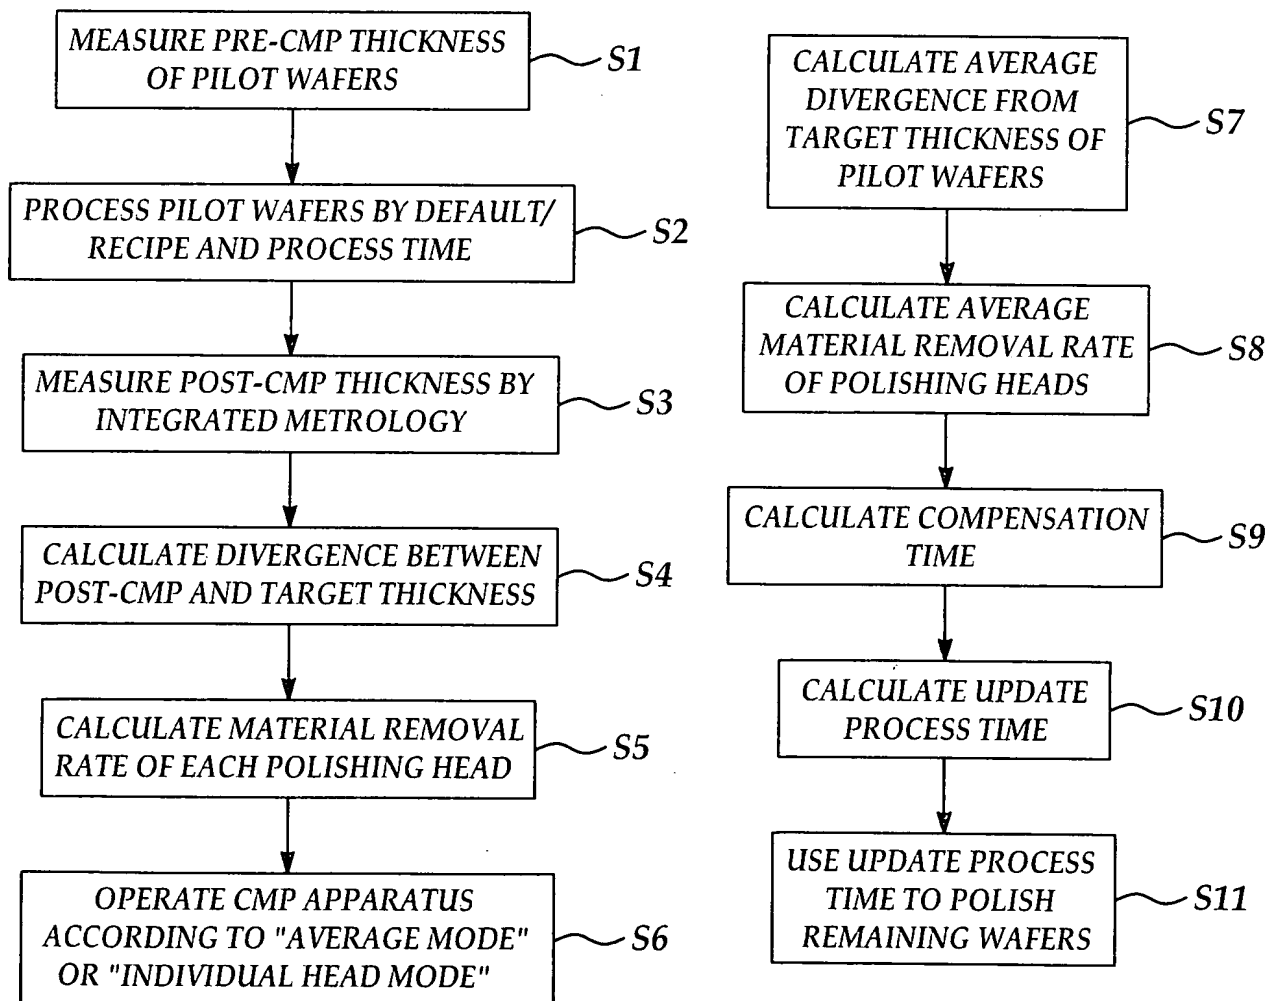 MEASURE PRE-CMP THICKNESS
OF PILOT WAFERS
S1
PROCESS PILOT WAFERS BY DEFAULT/
RECIPE AND PROCESS TIME
S2
MEASURE POST-CMP THICKNESS BY
INTEGRATED METROLOGY
S3
CALCULATE DIVERGENCE BETWEEN
POST-CMP AND TARGET THICKNESS
S4
CALCULATE MATERIAL REMOVAL
RATE OF EACH POLISHING HEAD
S5
OPERATE CMP APPARATUS
ACCORDING TO "AVERAGE MODE"
OR "INDIVIDUAL HEAD MODE"
S6
CALCULATE AVERAGE
DIVERGENCE FROM
TARGET THICKNESS OF
PILOT WAFERS
S7
CALCULATE AVERAGE
MATERIAL REMOVAL RATE
OF POLISHING HEADS
S8
CALCULATE COMPENSATION
TIME
S9
CALCULATE UPDATE
PROCESS TIME
S10
USE UPDATE PROCESS
TIME TO POLISH
REMAINING WAFERS
S11